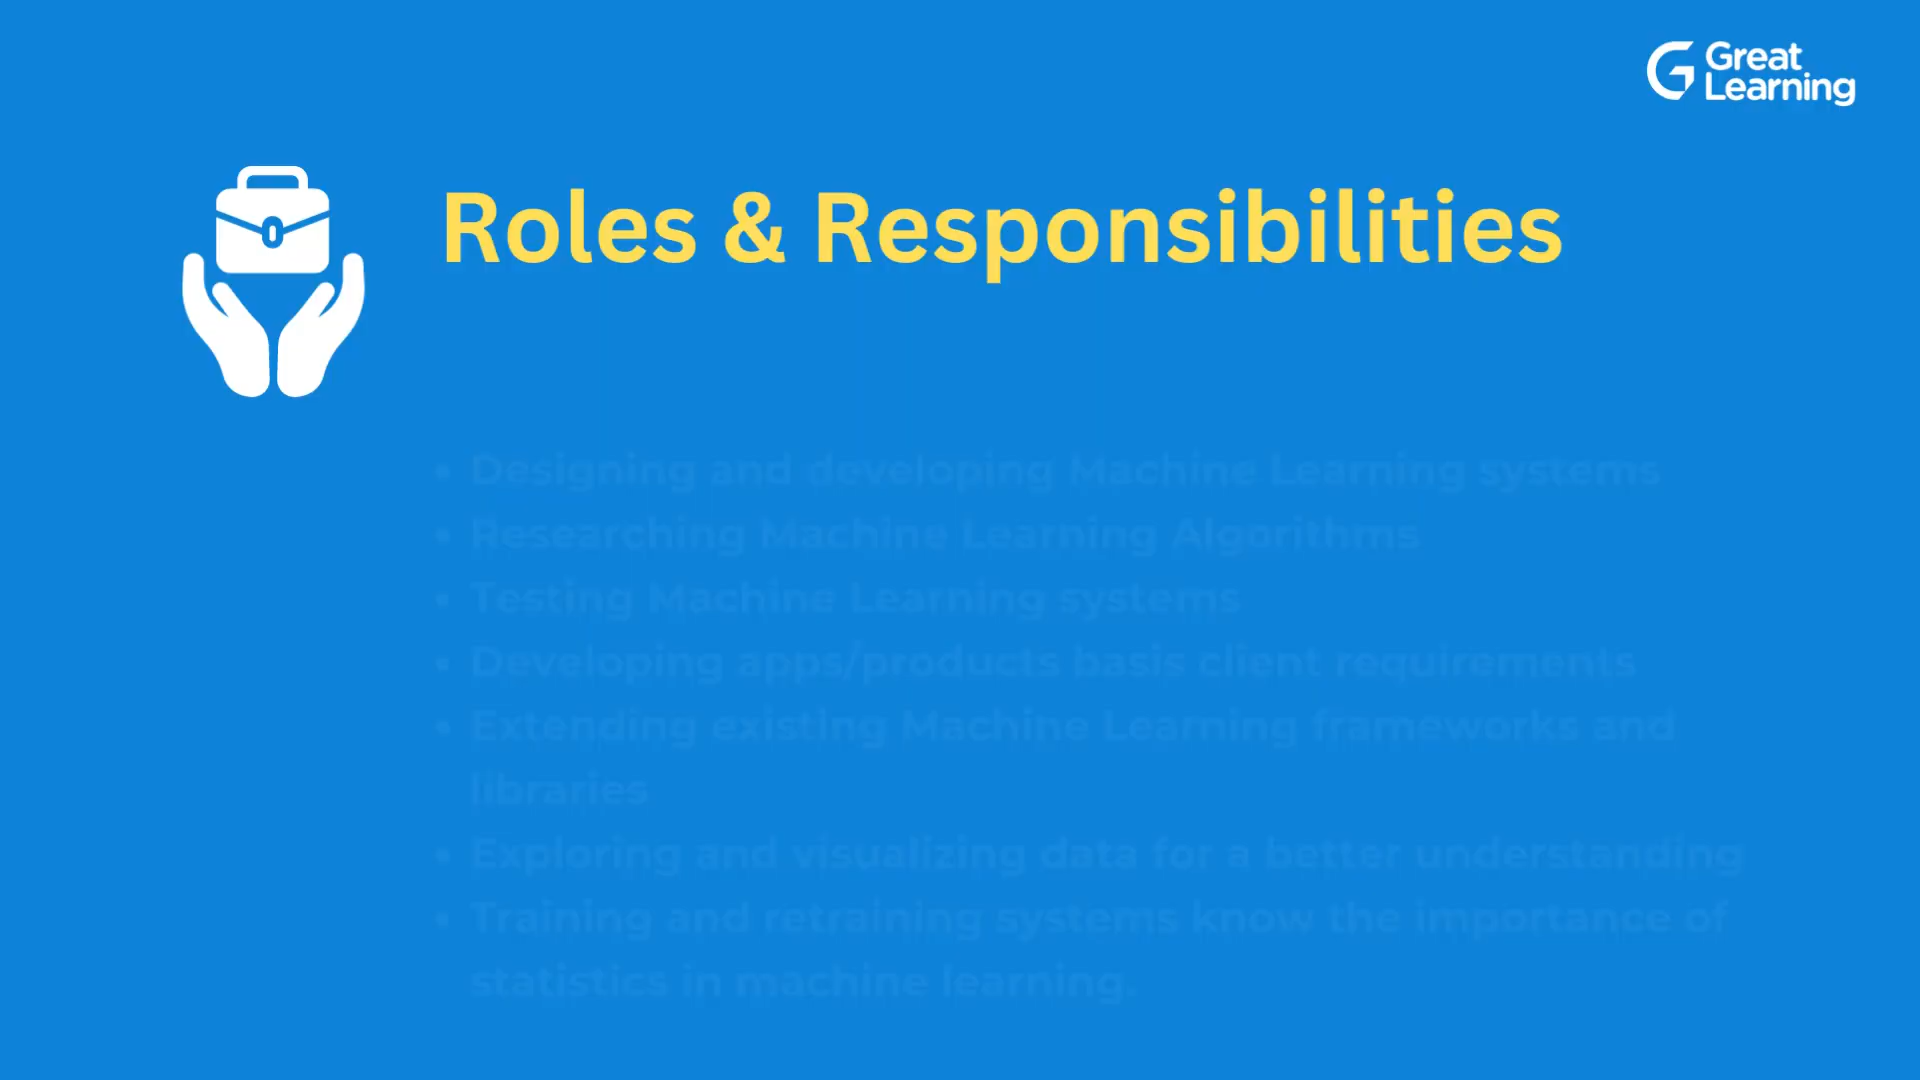 Great
Learning
Roles & Responsibilities
• Designing and developing Machine Learning systems
• Researching Machine Learning Algorithms
• Testing Machine Learning systems
• Developing apps/products basis client requirements
• Extending existing Machine Learning frameworks and
libraries
• Exploring and visualizing data for a better understanding
• Training and retraining systems know the importance of
statistics in machine learning.